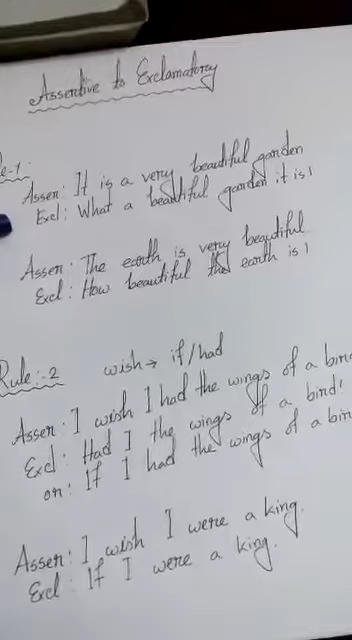 Assertive to Exclamatory
le-1:
Asser: It is a very beautiful garden
Excl: What a beautiful garden it is!
Asser: The earth is very beautiful
Excl: How beautiful the earth is!
Rule:-2 wish→ if/had
Asser: I wish I had the wings of a bird
Excl: Had I the wings of a bird!
or: If I had the wings of a bir
Asser: I wish I were a king.
Excl: If I were a king.